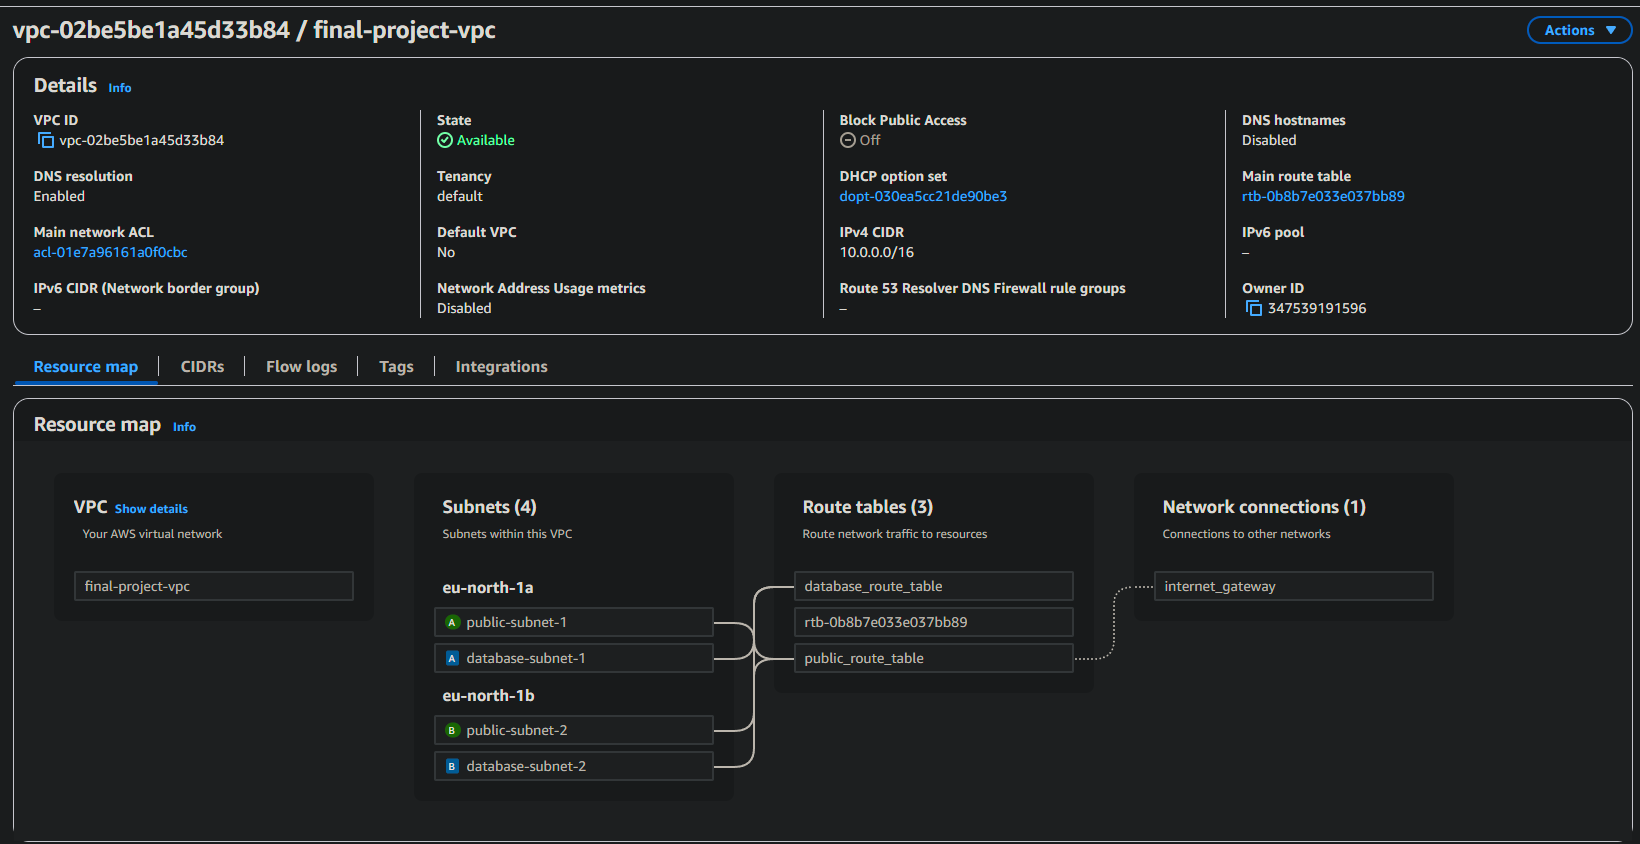 vpc-02be5be1a45d33b84 / final-project-vpc
Actions
Details Info
VPC ID
vpc-02be5be1a45d33b84
State
Available
Block Public Access
Off
DNS hostnames
Disabled
DNS resolution
Enabled
Tenancy
default
DHCP option set
dopt-030ea5cc21de90be3
Main route table
rtb-0b8b7e033e037bb89
Main network ACL
acl-01e7a96161a0f0cbc
Default VPC
No
IPv4 CIDR
10.0.0.0/16
IPv6 pool
–
IPv6 CIDR (Network border group)
–
Network Address Usage metrics
Disabled
Route 53 Resolver DNS Firewall rule groups
–
Owner ID
347539191596
Resource map
CIDRs
Flow logs
Tags
Integrations
Resource map Info
VPC Show details
Your AWS virtual network
final-project-vpc
Subnets (4)
Subnets within this VPC
eu-north-1a
A public-subnet-1
A database-subnet-1
eu-north-1b
B public-subnet-2
B database-subnet-2
Route tables (3)
Route network traffic to resources
database_route_table
rtb-0b8b7e033e037bb89
public_route_table
Network connections (1)
Connections to other networks
internet_gateway